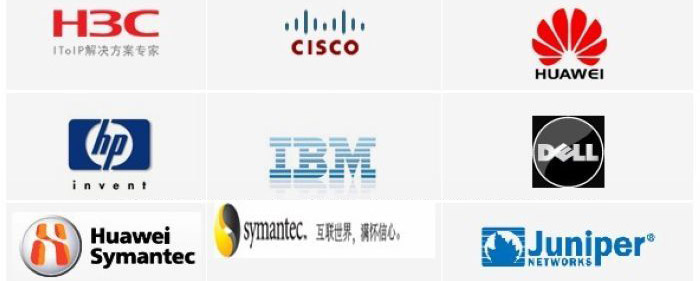 H3C
IToIP解决方案专家
CISCO
HUAWEI
hp
invent
IBM
DELL
Huawei
Symantec
symantec. 互联世界，满怀信心。
Juniper®
NETWORKS